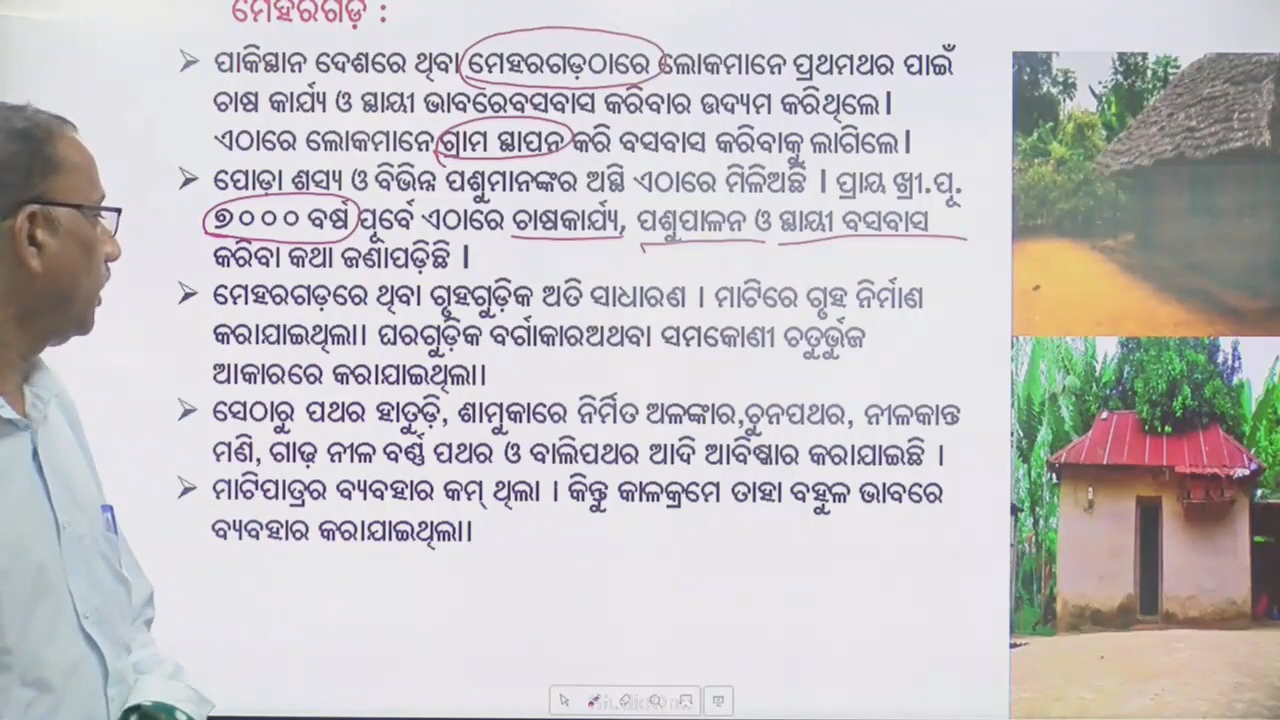 ମେହରଗଡ଼ :
ପାକିସ୍ଥାନ ଦେଶରେ ଥିବା ମେହରଗଡ଼ଠାରେ ଲୋକମାନେ ପ୍ରଥମଥର ପାଇଁ
ଚାଷ କାର୍ଯ୍ୟ ଓ ସ୍ଥାୟୀ ଭାବରେବସବାସ କରିବାର ଉଦ୍ୟମ କରିଥିଲେ।
ଏଠାରେ ଲୋକମାନେ ଗ୍ରାମ ସ୍ଥାପନ କରି ବସବାସ କରିବାକୁ ଲାଗିଲେ।
ପୋଡ଼ା ଶସ୍ୟ ଓ ବିଭିନ୍ନ ପଶୁମାନଙ୍କର ଅସ୍ଥି ଏଠାରେ ମିଳିଅଛି । ପ୍ରାୟ ଖ୍ରୀ.ପୂ.
୭୦୦୦ ବର୍ଷ ପୂର୍ବେ ଏଠାରେ ଚାଷକାର୍ଯ୍ୟ, ପଶୁପାଳନ ଓ ସ୍ଥାୟୀ ବସବାସ
କରିବା କଥା ଜଣାପଡ଼ିଛି ।
ମେହରଗଡ଼ରେ ଥିବା ଗୃହଗୁଡ଼ିକ ଅତି ସାଧାରଣ । ମାଟିରେ ଗୃହ ନିର୍ମାଣ
କରାଯାଇଥିଲା। ଘରଗୁଡ଼ିକ ବର୍ଗାକାରଅଥବା ସମକୋଣୀ ଚତୁର୍ଭୁଜ
ଆକାରରେ କରାଯାଇଥିଲା।
ସେଠାରୁ ପଥର ହାତୁଡ଼ି, ଶାମୁକାରେ ନିର୍ମିତ ଅଳଙ୍କାର,ଚୁନପଥର, ନୀଳକାନ୍ତ
ମଣି, ଗାଢ଼ ନୀଳ ବର୍ଣ୍ଣ ପଥର ଓ ବାଲିପଥର ଆଦି ଆବିଷ୍କାର କରାଯାଇଛି ।
ମାଟିପାତ୍ରର ବ୍ୟବହାର କମ୍ ଥିଲା । କିନ୍ତୁ କାଳକ୍ରମେ ତାହା ବହୁଳ ଭାବରେ
ବ୍ୟବହାର କରାଯାଇଥିଲା।